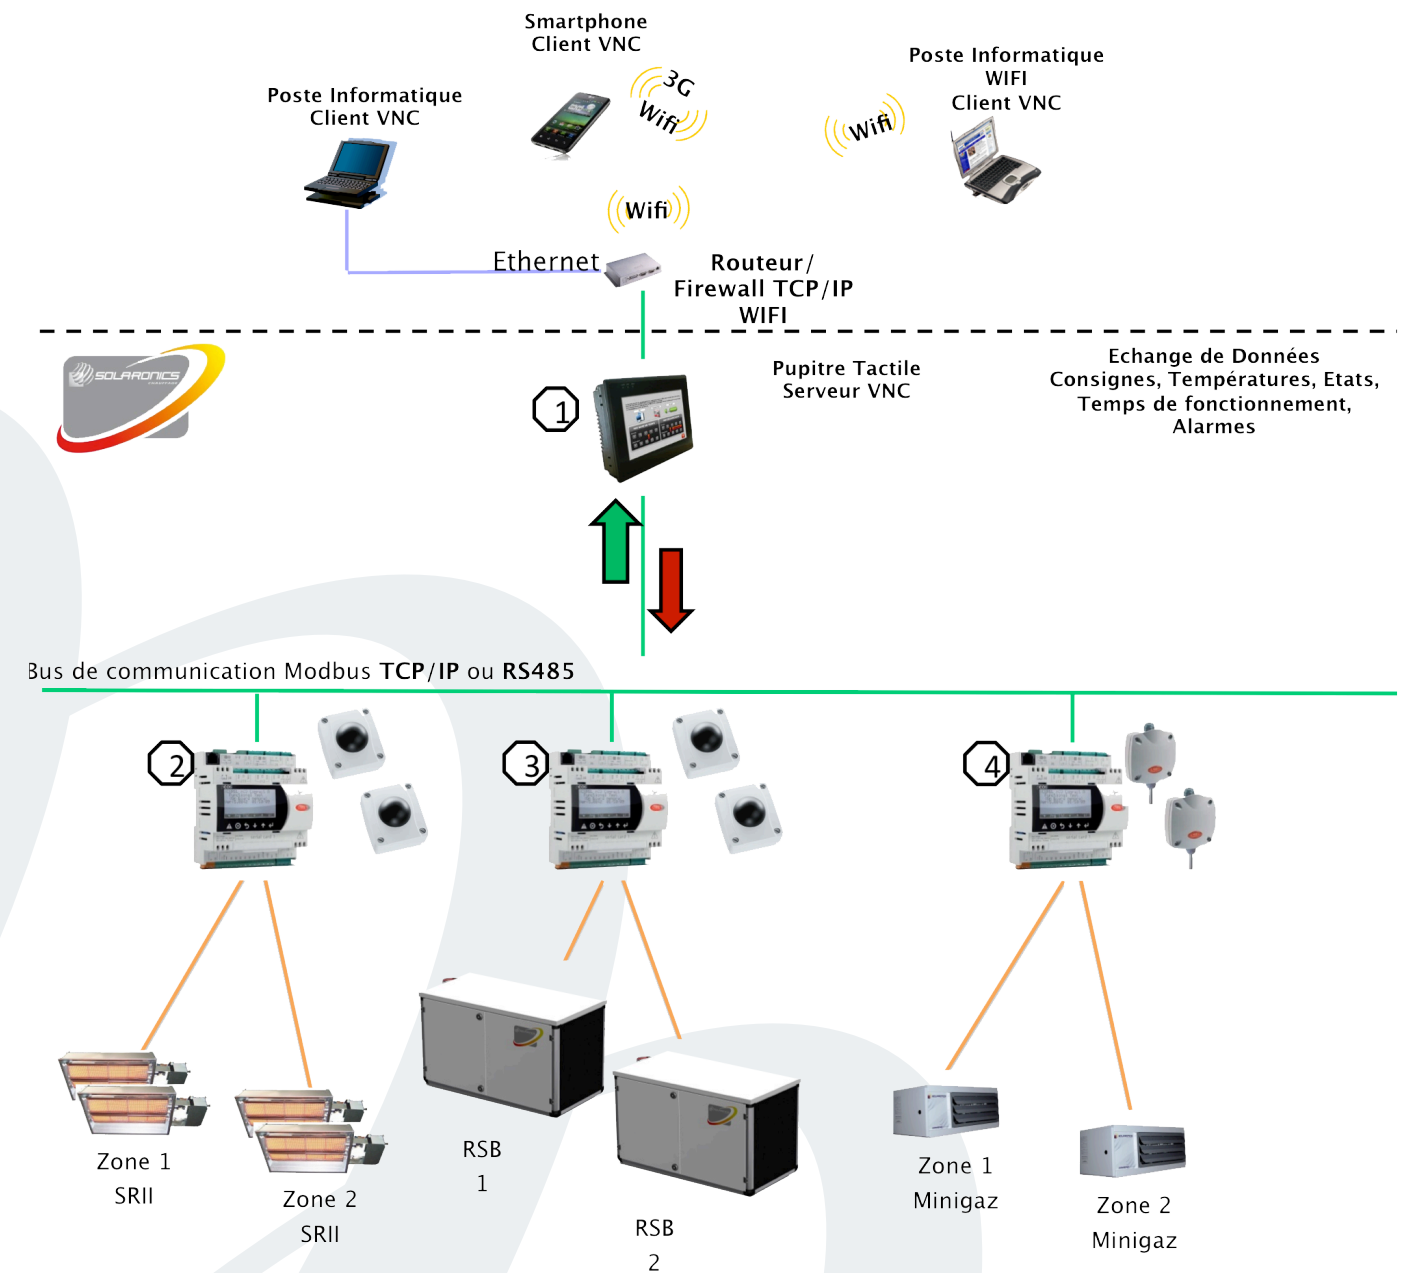 Smartphone
Client VNC
Poste Informatique
WIFI
Client VNC
Poste Informatique
Client VNC
3G
Wifi
Wifi
Wifi
Ethernet
Routeur/
Firewall TCP/IP
WIFI
SOLARONICS
1
Pupitre Tactile
Serveur VNC
Echange de Données
Consignes, Températures, Etats,
Temps de fonctionnement,
Alarmes
Bus de communication Modbus TCP/IP ou RS485
2
3
4
Zone 1
SRII
Zone 2
SRII
RSB
1
RSB
2
Zone 1
Minigaz
Zone 2
Minigaz